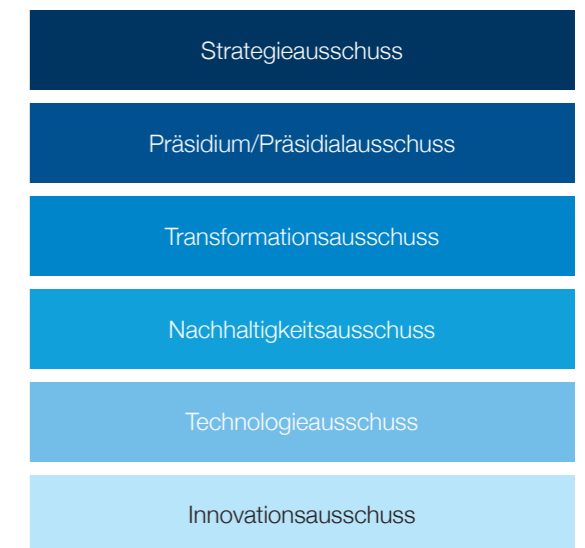 Strategieausschuss
Präsidium/Präsidialausschuss
Transformationsausschuss
Nachhaltigkeitsausschuss
Technologieausschuss
Innovationsausschuss